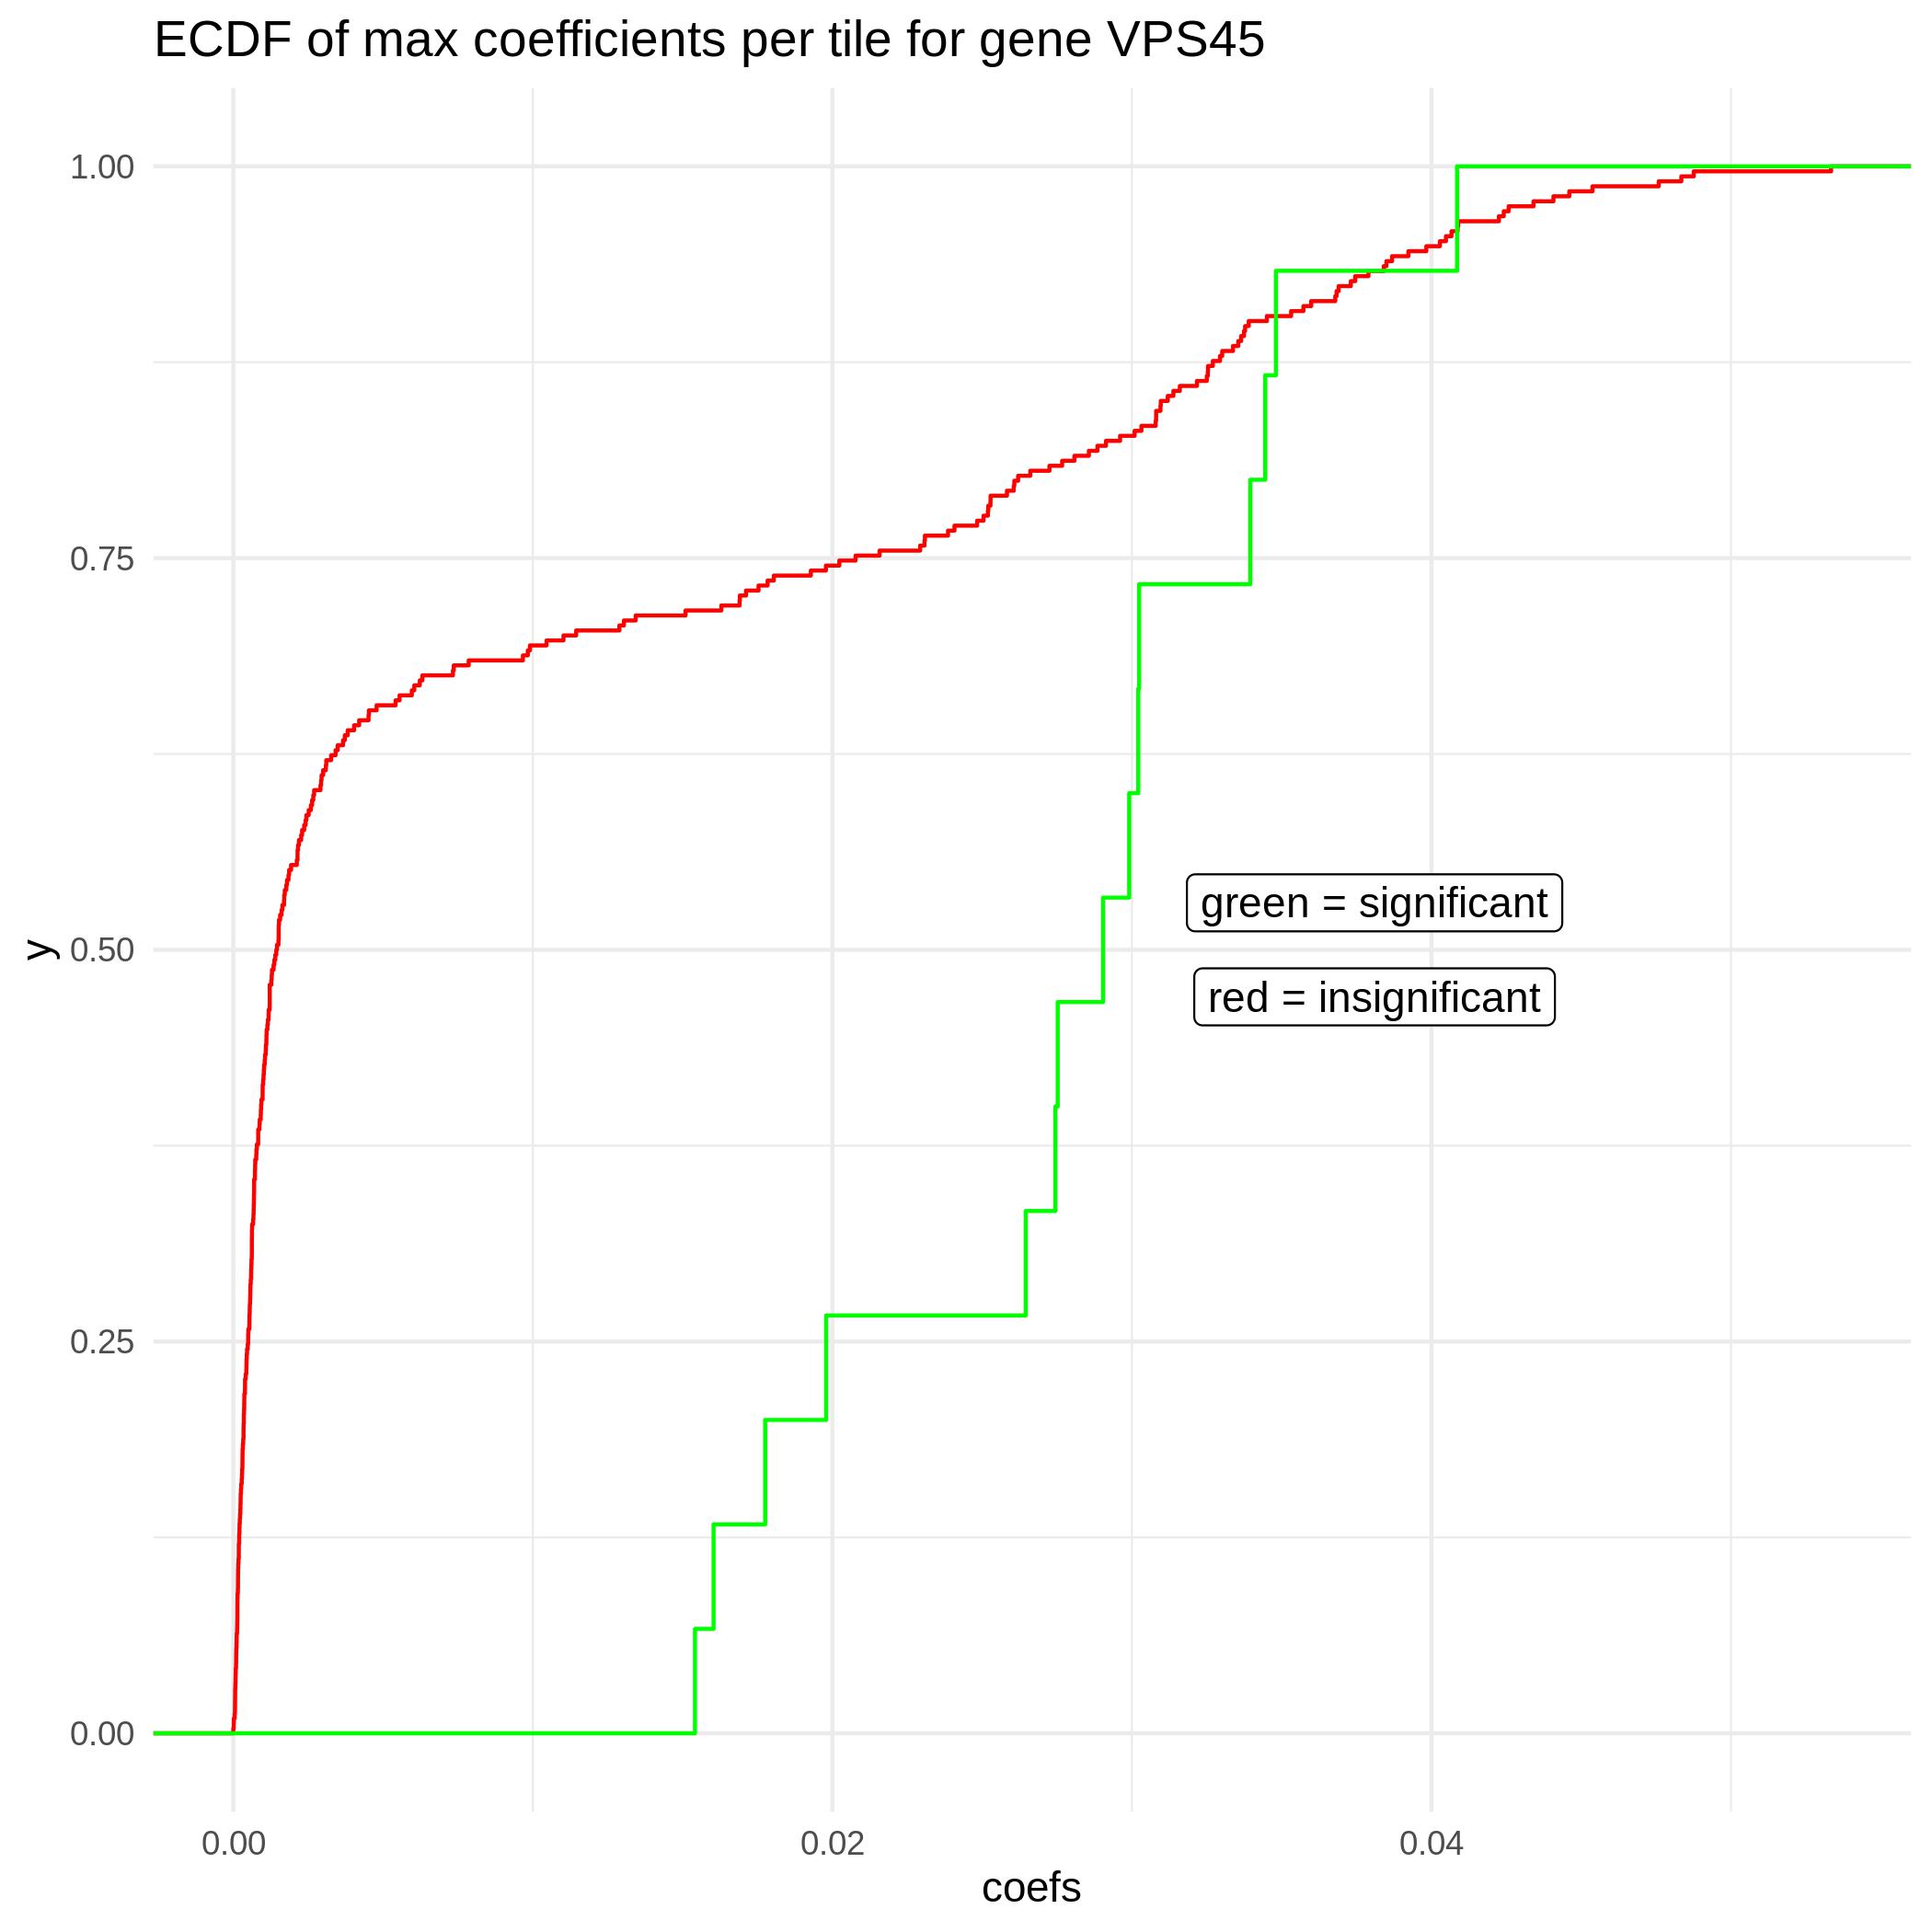 ECDF of max coefficients per tile for gene VPS45
1.00
0.75
0.50
0.25
0.00
y
green = significant
red = insignificant
0.00 0.02 0.04
coefs